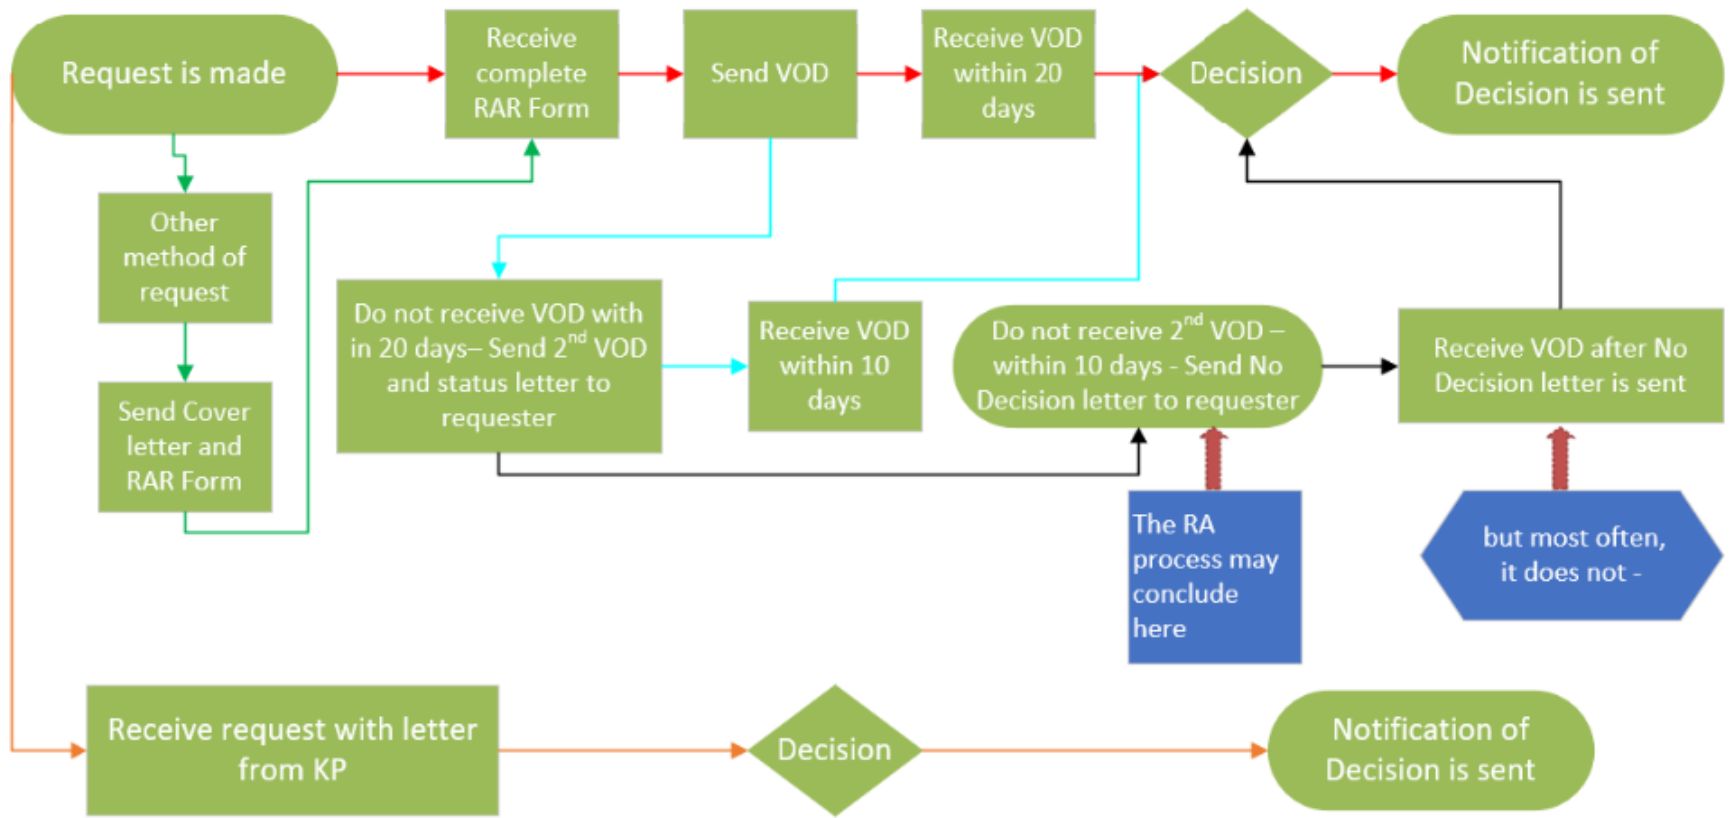 Request is made
Receive
complete
RAR Form
Send VOD
Receive VOD
within 20
days
Decision
Notification of
Decision is sent
Other
method of
request
Send Cover
letter and
RAR Form
Do not receive VOD with
in 20 days– Send 2nd VOD
and status letter to
requester
Receive VOD
within 10
days
Do not receive 2nd VOD –
within 10 days - Send No
Decision letter to requester
Receive VOD after No
Decision letter is sent
The RA
process may
conclude
here
but most often,
it does not -
Receive request with letter
from KP
Decision
Notification of
Decision is sent